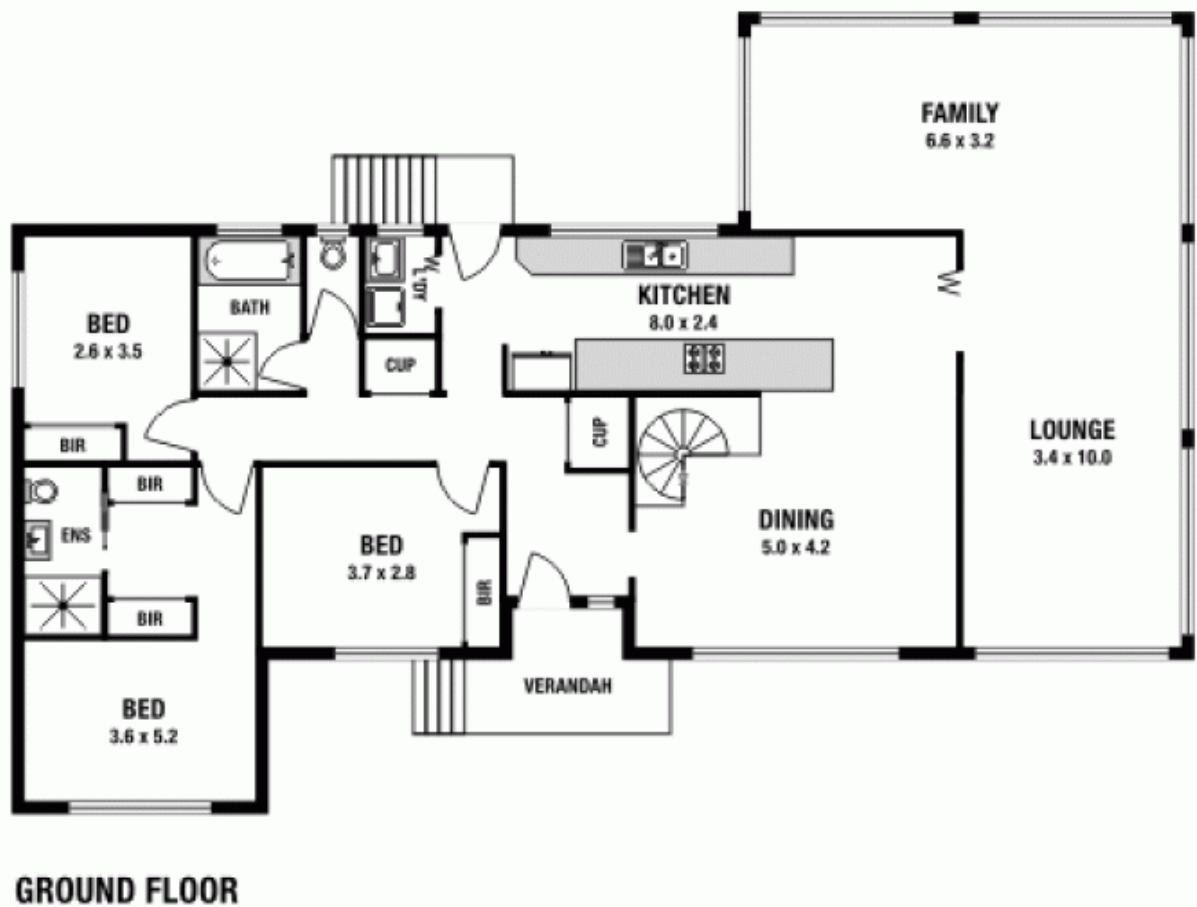 FAMILY
6.6 x 3.2
KITCHEN
8.0 x 2.4
L'DY
BATH
BED
2.6 x 3.5
CUP
BIR
CUP
LOUNGE
3.4 x 10.0
BIR
ENS
DINING
5.0 x 4.2
BED
3.7 x 2.8
BIR
BIR
VERANDAH
BED
3.6 x 5.2
GROUND FLOOR